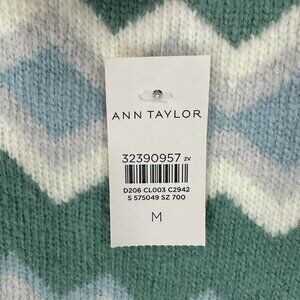 ANN TAYLOR
32390957 2V
D206 CL003 C2942
S 575049 SZ 700
M